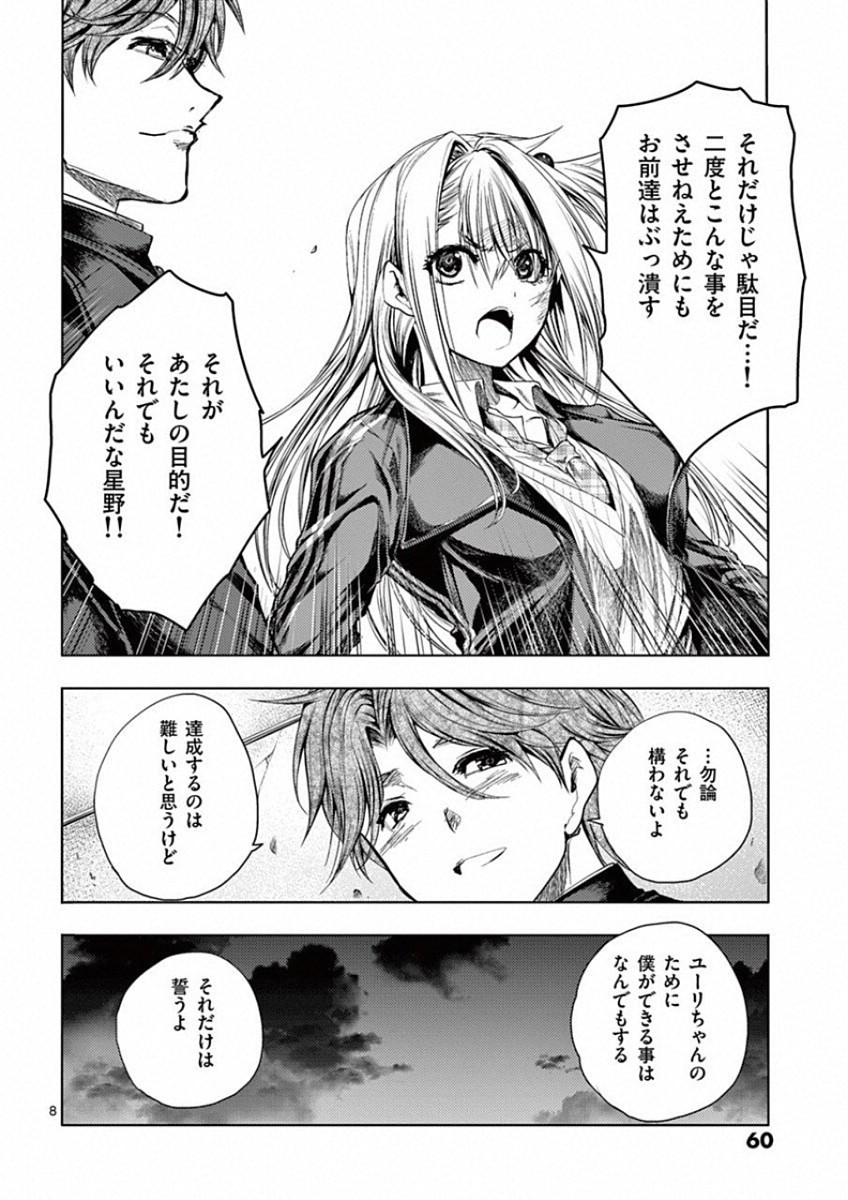 それだけじゃ駄目だ…！
二度とこんな事を
させねえためにも
お前達はぶっ潰す
それが
あたしの目的だ！
それでも
いいんだな星野!!
…勿論
それでも
構わないよ
達成するのは
難しいと思うけど
ユーリちゃんの
ために
僕ができる事は
なんでもする
それだけは
誓うよ
8
60